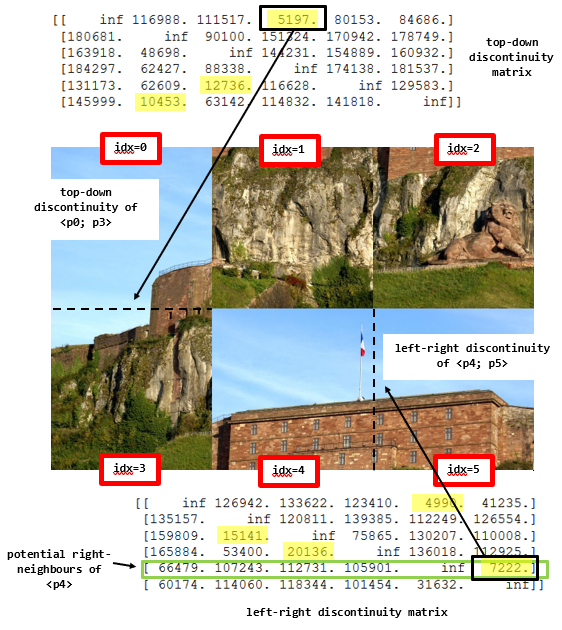 [[ inf 116988. 111517. 5197. 80153. 84686.]
[180681. inf 90100. 151324. 170942. 178749.]
[163918. 48698. inf 144231. 154889. 160932.]
[184297. 62427. 88338. inf 174138. 181537.]
[131173. 62609. 12736. 116628. inf 129583.]
[145999. 10453. 63142. 114832. 141818. inf]]
top-down
discontinuity
matrix
idx=0
idx=1
idx=2
top-down
discontinuity of
<p0; p3>
left-right discontinuity
of <p4; p5>
idx=3
idx=4
idx=5
[[ inf 126942. 133622. 123410. 41235.]
[135157. inf 120811. 139385. 112249. 126554.]
[159809. 15141. inf 75865. 130207. 110008.]
[165884. 53400. 20136. inf 136018. 112925.]
[ 66479. 107243. 112731. 105901. inf 7222.]
[ 60174. 114060. 118344. 101454. 31632. inf]]
potential right-
neighbours of
<p4>
left-right discontinuity matrix